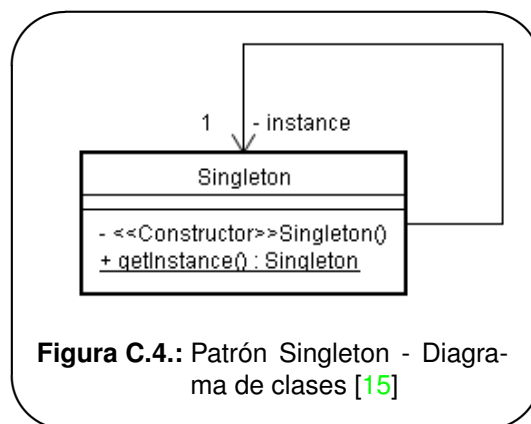 1 - instance
Singleton
- <<Constructor>>Singleton()
+ getInstance() : Singleton
Figura C.4.: Patrón Singleton - Diagra-
ma de clases [15]